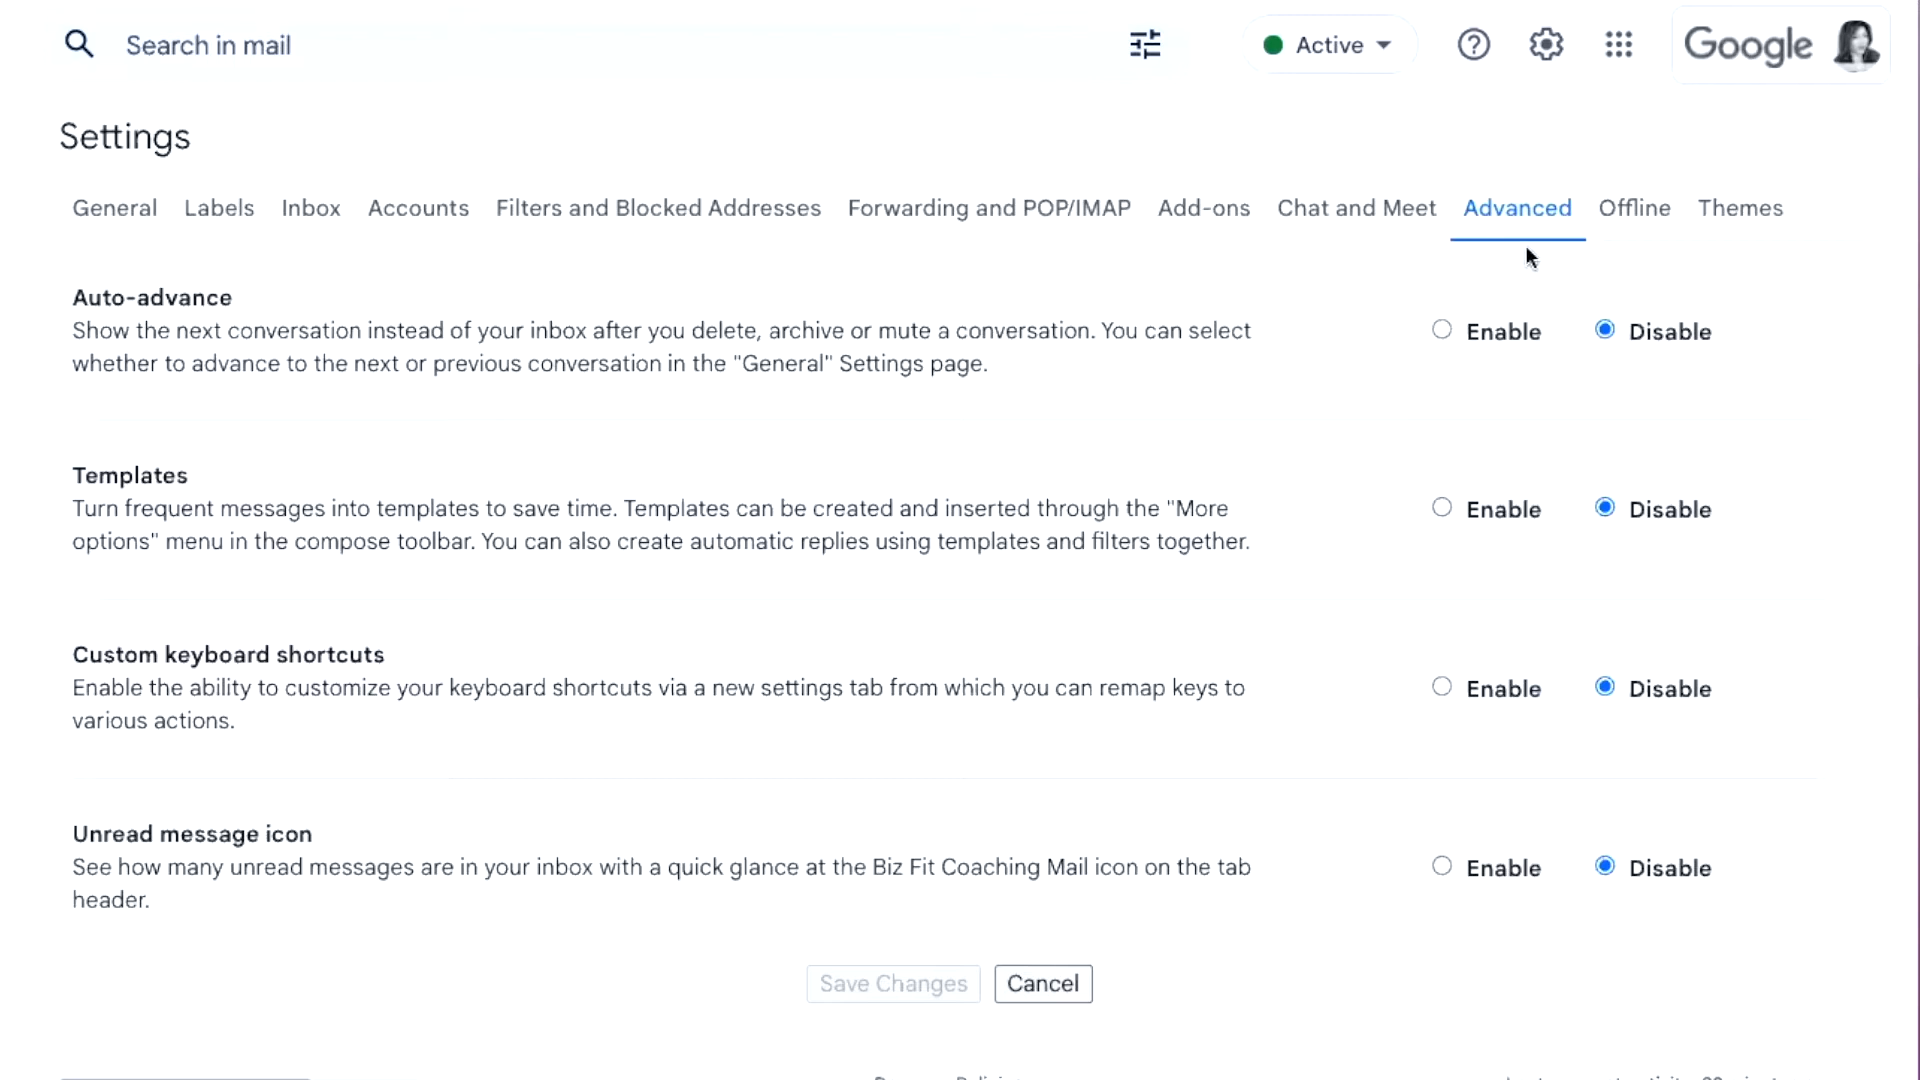 Search in mail
Active
Google
Settings
General Labels Inbox Accounts Filters and Blocked Addresses Forwarding and POP/IMAP Add-ons Chat and Meet Advanced Offline Themes
Auto-advance
Show the next conversation instead of your inbox after you delete, archive or mute a conversation. You can select
whether to advance to the next or previous conversation in the "General" Settings page.
Enable Disable
Templates
Turn frequent messages into templates to save time. Templates can be created and inserted through the "More
options" menu in the compose toolbar. You can also create automatic replies using templates and filters together.
Enable Disable
Custom keyboard shortcuts
Enable the ability to customize your keyboard shortcuts via a new settings tab from which you can remap keys to
various actions.
Enable Disable
Unread message icon
See how many unread messages are in your inbox with a quick glance at the Biz Fit Coaching Mail icon on the tab
header.
Enable Disable
Save Changes Cancel